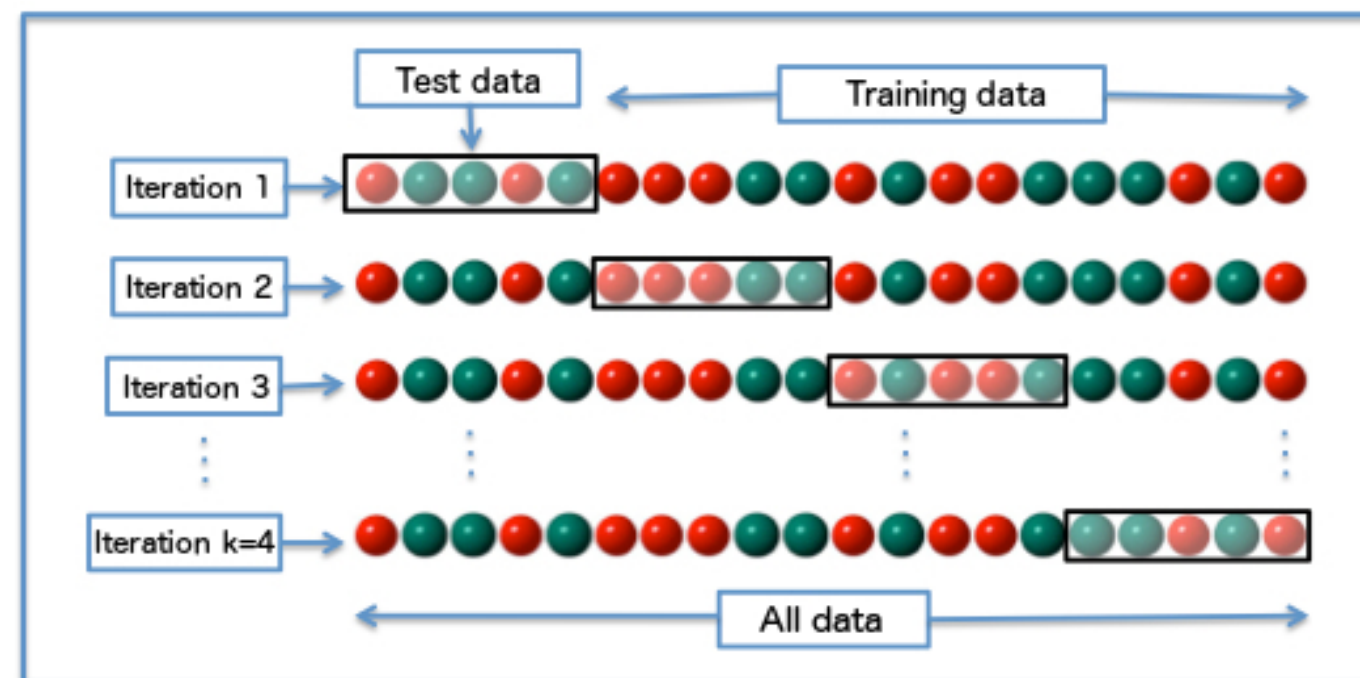 Test data
Training data
Iteration 1
Iteration 2
Iteration 3
Iteration k=4
All data